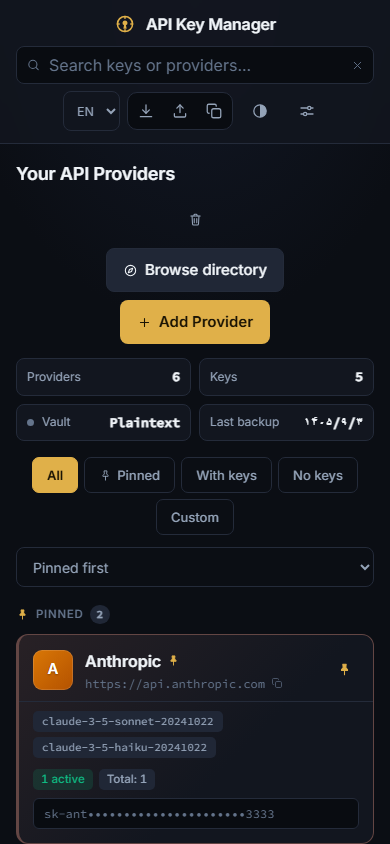 API Key Manager
Search keys or providers...
EN
Your API Providers
Browse directory
+ Add Provider
Providers 6
Keys 5
Vault Plaintext
Last backup ۱۴۰۵/۹/۳
All
Pinned
With keys
No keys
Custom
Pinned first
PINNED 2
A
Anthropic
https://api.anthropic.com
claude-3-5-sonnet-20241022
claude-3-5-haiku-20241022
1 active
Total: 1
sk-ant••••••••••••••••••••••3333